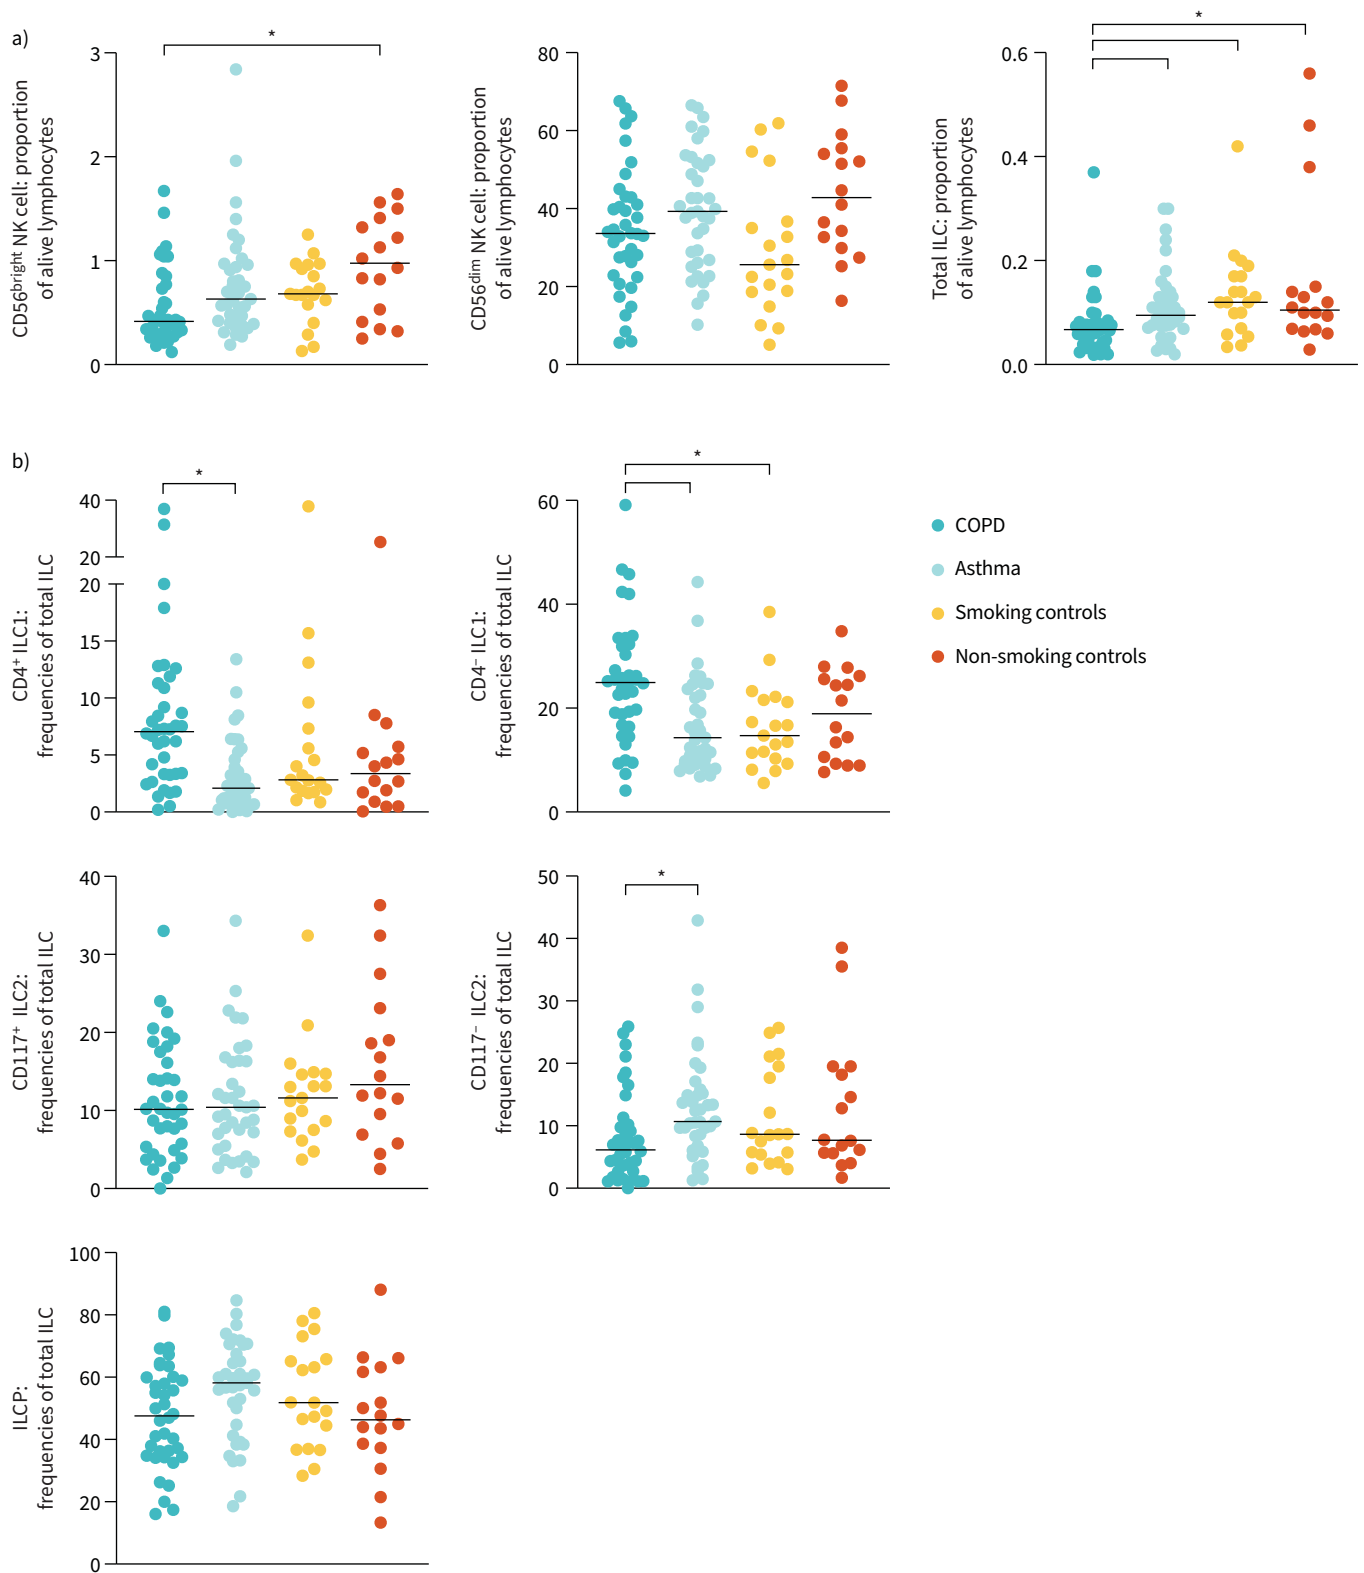 a)
*
3
2
1
0
CD56bright NK cell: proportion
of alive lymphocytes
80
60
40
20
0
CD56dim NK cell: proportion
of alive lymphocytes
*
0.6
0.4
0.2
0.0
Total ILC: proportion
of alive lymphocytes
b)
*
40
20
20
15
10
5
0
CD4+ ILC1:
frequencies of total ILC
*
60
40
20
0
CD4– ILC1:
frequencies of total ILC
COPD
Asthma
Smoking controls
Non-smoking controls
40
30
20
10
0
CD117+ ILC2:
frequencies of total ILC
*
50
40
30
20
10
0
CD117– ILC2:
frequencies of total ILC
100
80
60
40
20
0
ILCP:
frequencies of total ILC